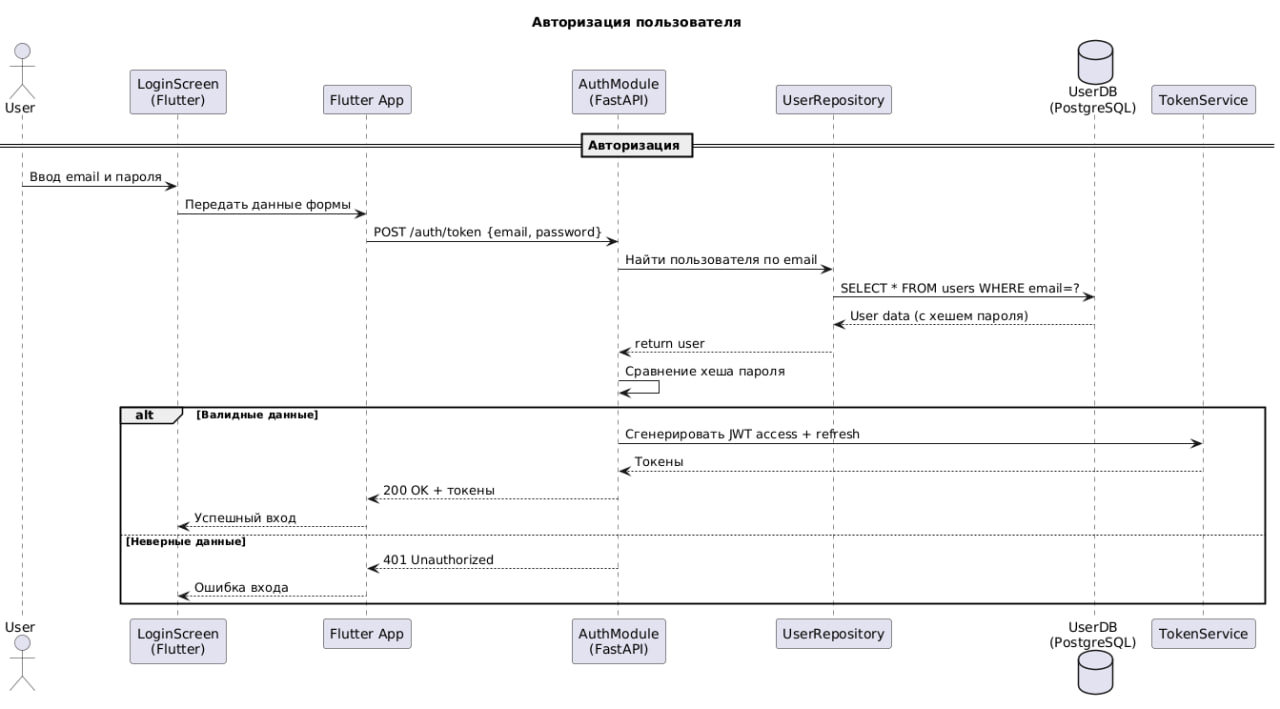 Авторизация пользователя
User
LoginScreen
(Flutter)
Flutter App
AuthModule
(FastAPI)
UserRepository
UserDB
(PostgreSQL)
TokenService
Авторизация
Ввод email и пароля
Передать данные формы
POST /auth/token {email, password}
Найти пользователя по email
SELECT * FROM users WHERE email=?
User data (с хешем пароля)
return user
Сравнение хеша пароля
alt [Валидные данные]
Сгенерировать JWT access + refresh
Токены
200 OK + токены
Успешный вход
[Неверные данные]
401 Unauthorized
Ошибка входа
User
LoginScreen
(Flutter)
Flutter App
AuthModule
(FastAPI)
UserRepository
UserDB
(PostgreSQL)
TokenService